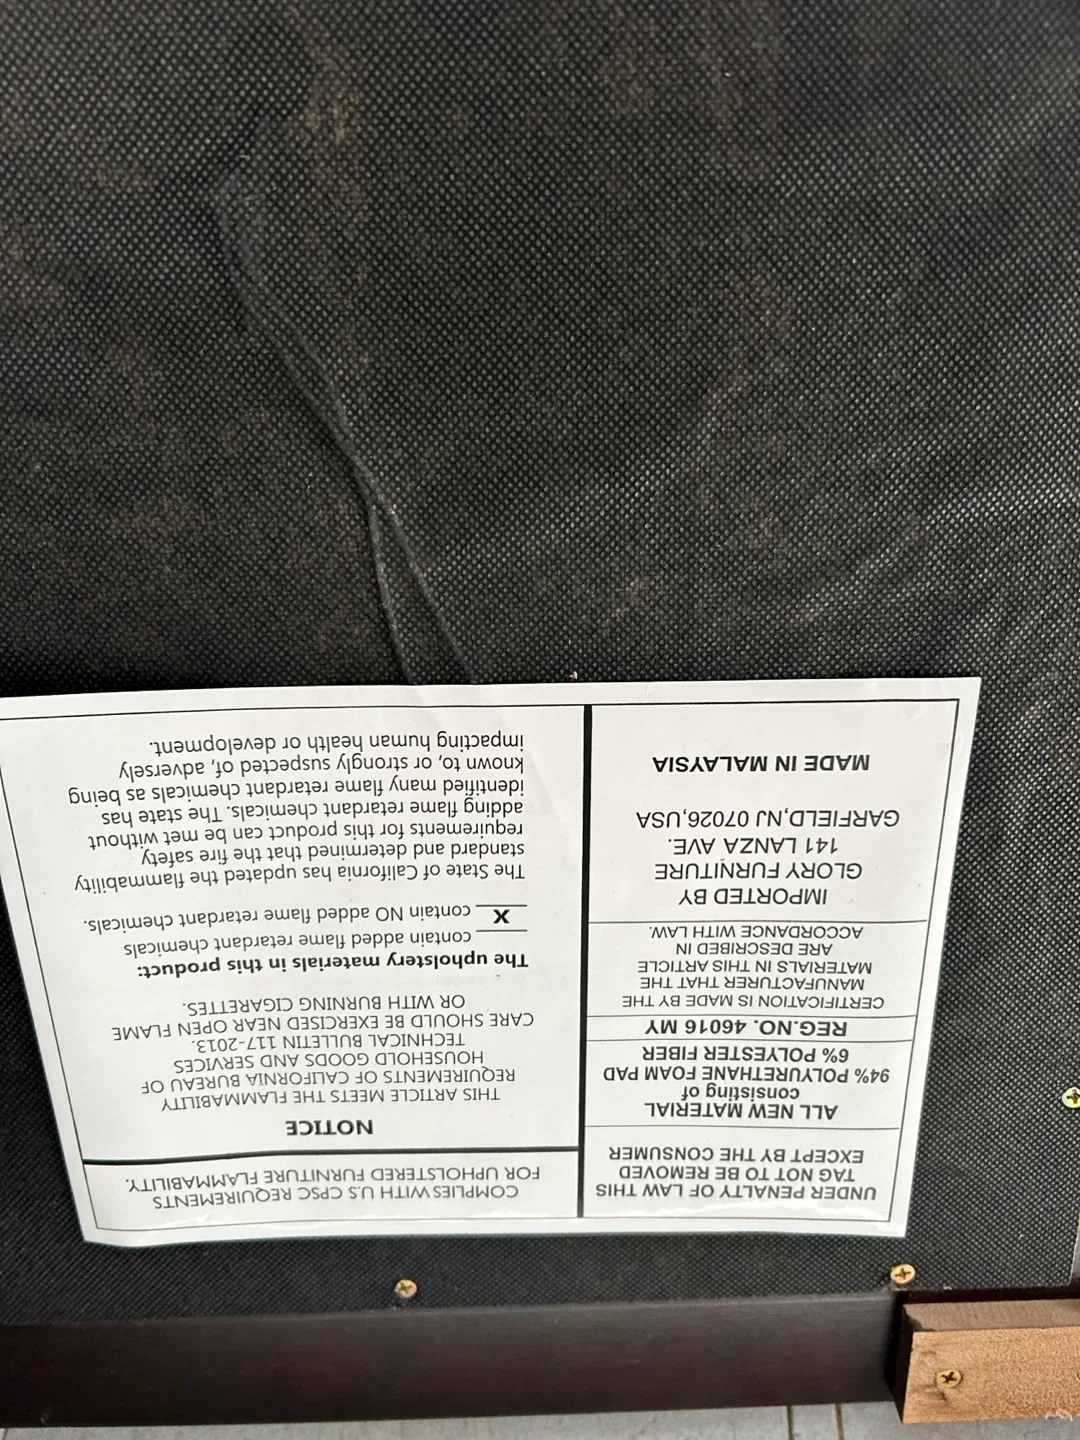 UNDER PENALTY OF LAW THIS
TAG NOT TO BE REMOVED
EXCEPT BY THE CONSUMER
ALL NEW MATERIAL
consisting of
94% POLYURETHANE FOAM PAD
6% POLYESTER FIBER
REG.NO. 46016 MY
CERTIFICATION IS MADE BY THE
MANUFACTURER THAT THE
MATERIALS IN THIS ARTICLE
ARE DESCRIBED IN
ACCORDANCE WITH LAW.
IMPORTED BY
GLORY FURNITURE
141 LANZA AVE.
GARFIELD,NJ 07026,USA
MADE IN MALAYSIA
COMPLIES WITH U.S CPSC REQUIREMENTS
FOR UPHOLSTERED FURNITURE FLAMMABILITY.
NOTICE
THIS ARTICLE MEETS THE FLAMMABILITY
REQUIREMENTS OF CALIFORNIA BUREAU OF
HOUSEHOLD GOODS AND SERVICES
TECHNICAL BULLETIN 117-2013.
CARE SHOULD BE EXERCISED NEAR OPEN FLAME
OR WITH BURNING CIGARETTES.
The upholstery materials in this product:
contain added flame retardant chemicals
X contain NO added flame retardant chemicals.
The State of California has updated the flammability
standard and determined that the fire safety
requirements for this product can be met without
adding flame retardant chemicals. The state has
identified many flame retardant chemicals as being
known to, or strongly suspected of, adversely
impacting human health or development.